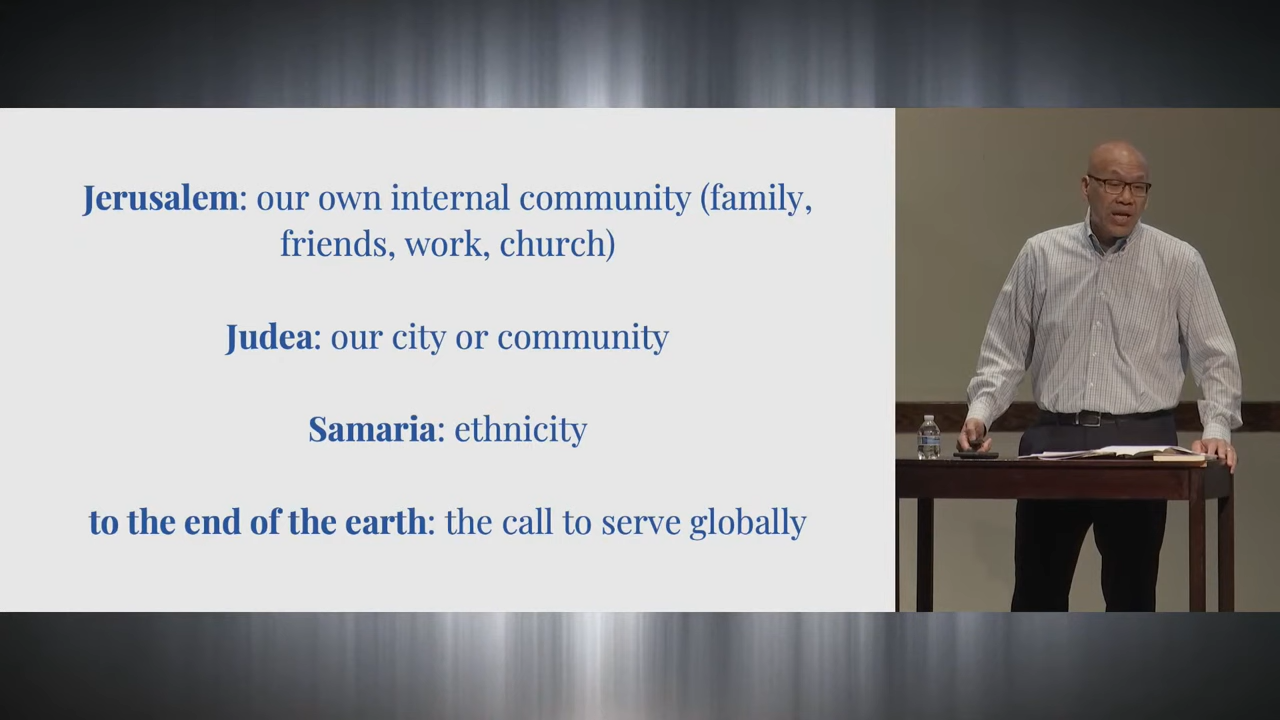 Jerusalem: our own internal community (family,
friends, work, church)
Judea: our city or community
Samaria: ethnicity
to the end of the earth: the call to serve globally